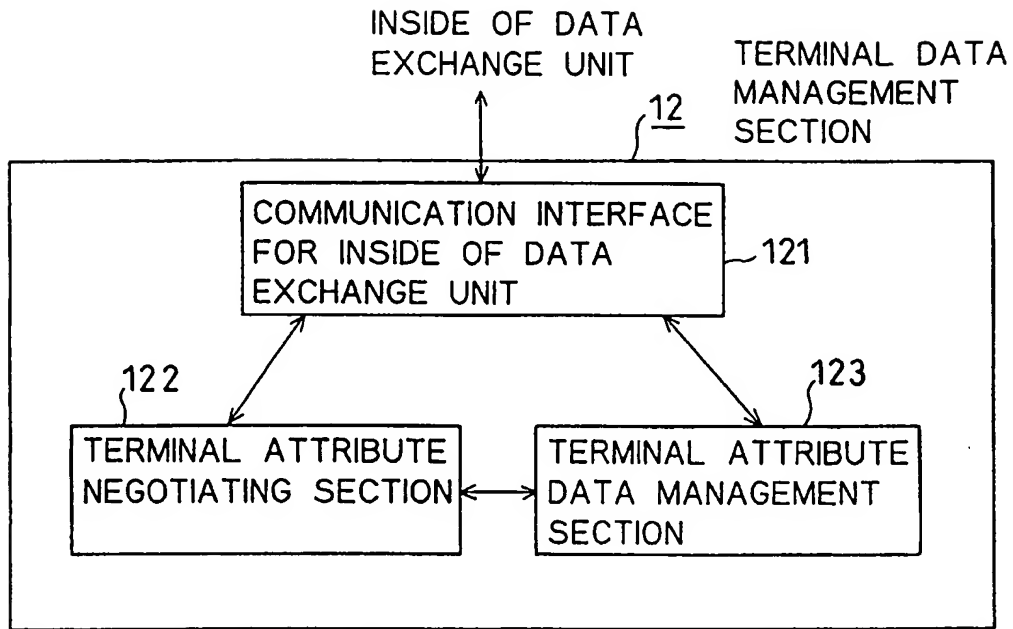 INSIDE OF DATA
EXCHANGE UNIT
TERMINAL DATA
MANAGEMENT
SECTION
12
COMMUNICATION INTERFACE
FOR INSIDE OF DATA
EXCHANGE UNIT
121
122
TERMINAL ATTRIBUTE
NEGOTIATING SECTION
123
TERMINAL ATTRIBUTE
DATA MANAGEMENT
SECTION